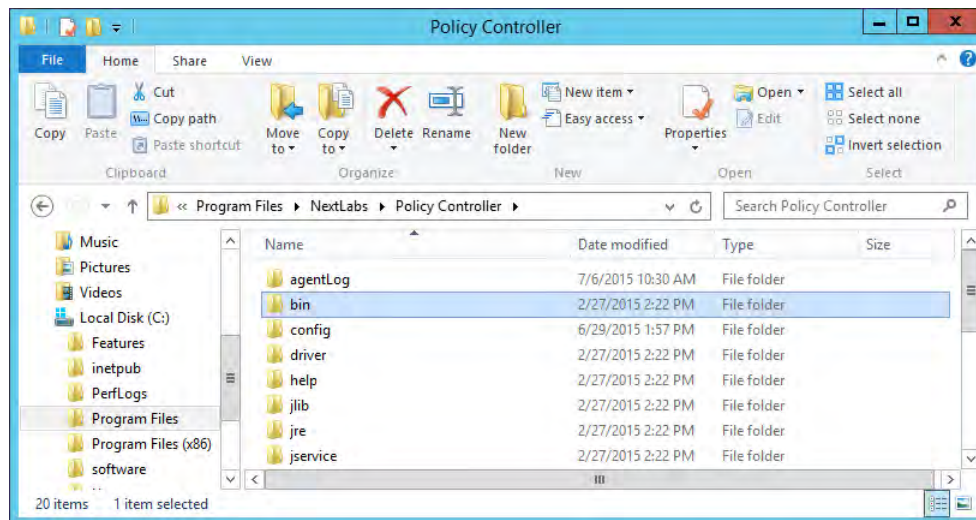 Policy Controller
File Home Share View
Copy
Paste
Cut
Copy path
Paste shortcut
Clipboard
Move to
Copy to
Delete
Rename
Organize
New folder
New item
Easy access
New
Properties
Open
Edit
Open
Select all
Select none
Invert selection
Select
« Program Files NextLabs Policy Controller
Search Policy Controller
Music
Pictures
Videos
Local Disk (C:)
Features
inetpub
PerfLogs
Program Files
Program Files (x86)
software
Name Date modified Type Size
agentLog 7/6/2015 10:30 AM File folder
bin 2/27/2015 2:22 PM File folder
config 6/29/2015 1:57 PM File folder
driver 2/27/2015 2:22 PM File folder
help 2/27/2015 2:22 PM File folder
jlib 2/27/2015 2:22 PM File folder
jre 2/27/2015 2:22 PM File folder
jservice 2/27/2015 2:22 PM File folder
20 items 1 item selected